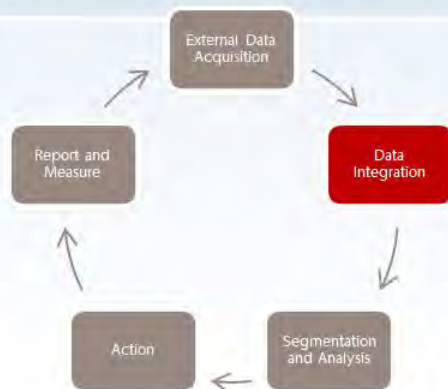 External Data
Acquisition
Data
Integration
Segmentation
and Analysis
Action
Report and
Measure